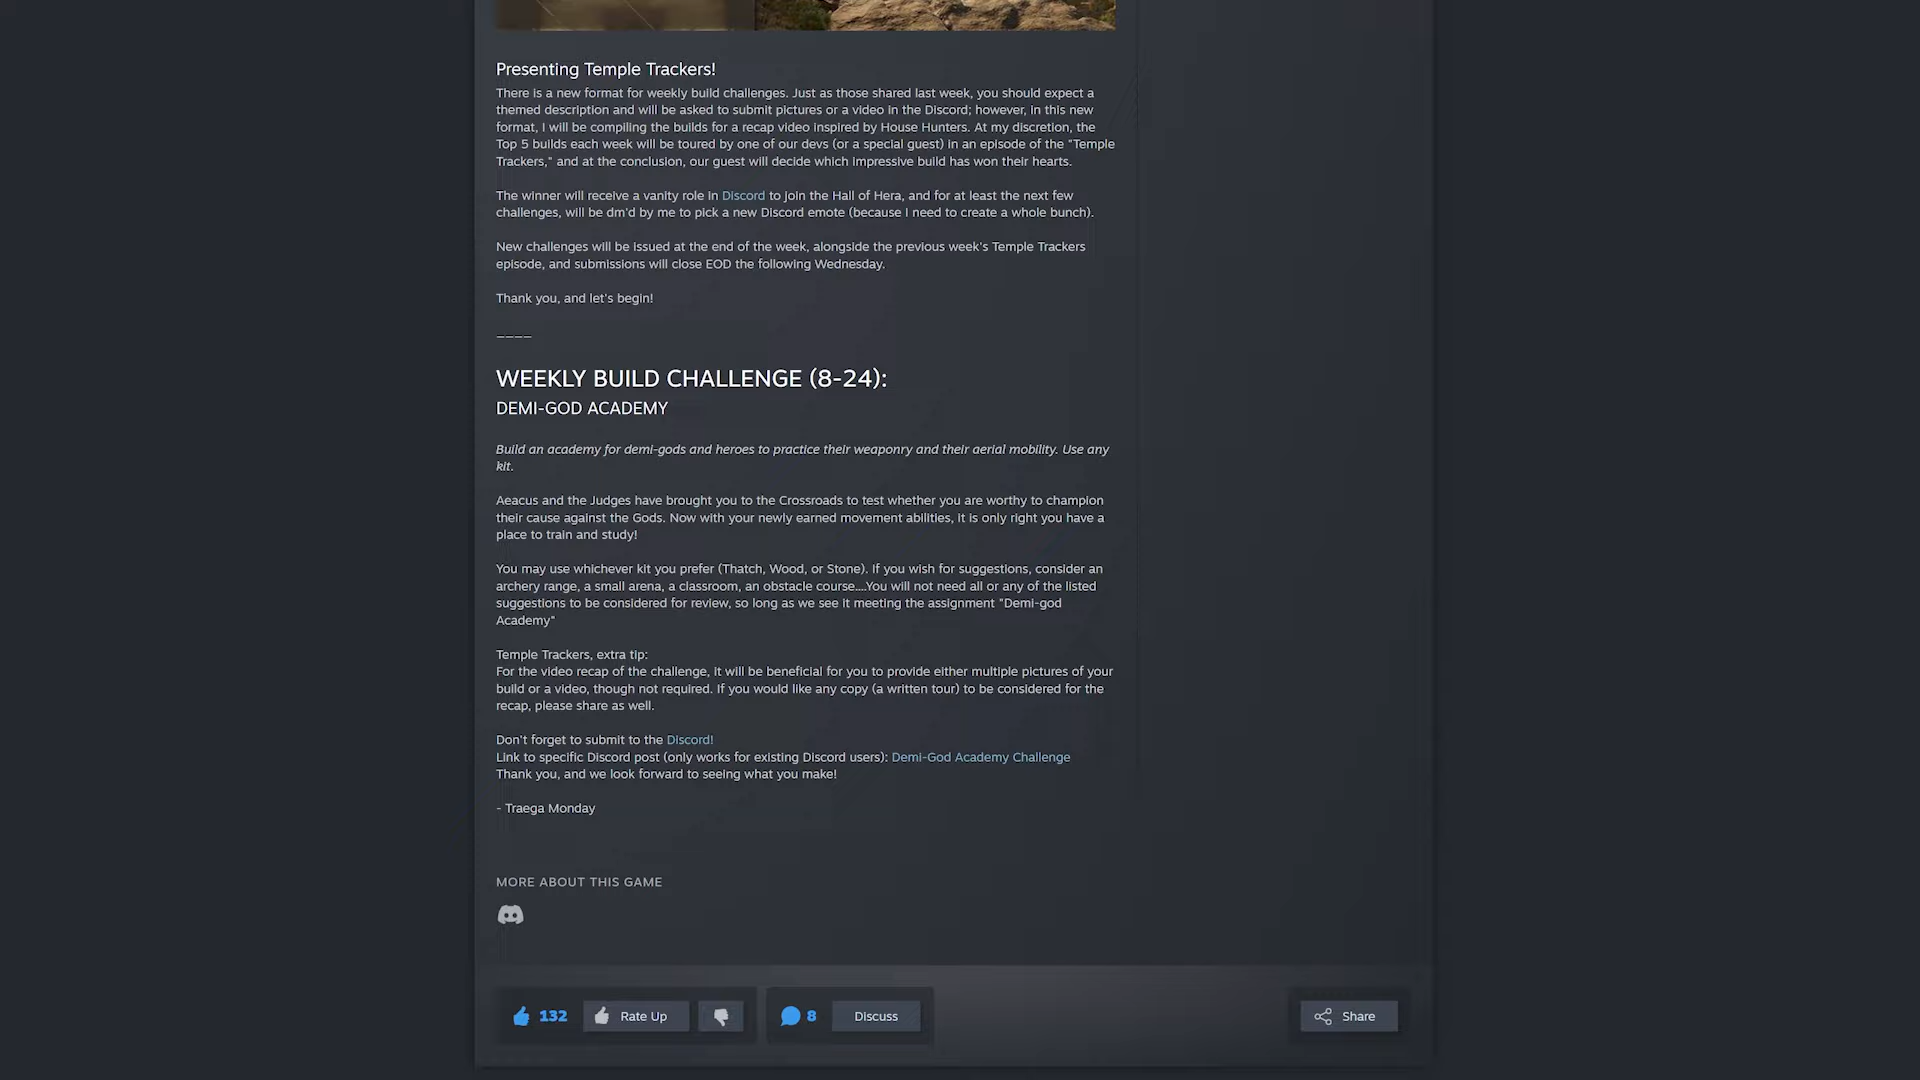 Presenting Temple Trackers!
There is a new format for weekly build challenges. Just as those shared last week, you should expect a
themed description and will be asked to submit pictures or a video in the Discord; however, in this new
format, I will be compiling the builds for a recap video inspired by House Hunters. At my discretion, the
Top 5 builds each week will be toured by one of our devs (or a special guest) in an episode of the "Temple
Trackers," and at the conclusion, our guest will decide which impressive build has won their hearts.
The winner will receive a vanity role in Discord to join the Hall of Hera, and for at least the next few
challenges, will be dm'd by me to pick a new Discord emote (because I need to create a whole bunch).
New challenges will be issued at the end of the week, alongside the previous week's Temple Trackers
episode, and submissions will close EOD the following Wednesday.
Thank you, and let's begin!
____
WEEKLY BUILD CHALLENGE (8-24):
DEMI-GOD ACADEMY
Build an academy for demi-gods and heroes to practice their weaponry and their aerial mobility. Use any
kit.
Aeacus and the Judges have brought you to the Crossroads to test whether you are worthy to champion
their cause against the Gods. Now with your newly earned movement abilities, it is only right you have a
place to train and study!
You may use whichever kit you prefer (Thatch, Wood, or Stone). If you wish for suggestions, consider an
archery range, a small arena, a classroom, an obstacle course....You will not need all or any of the listed
suggestions to be considered for review, so long as we see it meeting the assignment "Demi-god
Academy"
Temple Trackers, extra tip:
For the video recap of the challenge, it will be beneficial for you to provide either multiple pictures of your
build or a video, though not required. If you would like any copy (a written tour) to be considered for the
recap, please share as well.
Don't forget to submit to the Discord!
Link to specific Discord post (only works for existing Discord users): Demi-God Academy Challenge
Thank you, and we look forward to seeing what you make!
- Traega Monday
MORE ABOUT THIS GAME
132 Rate Up 8 Discuss Share